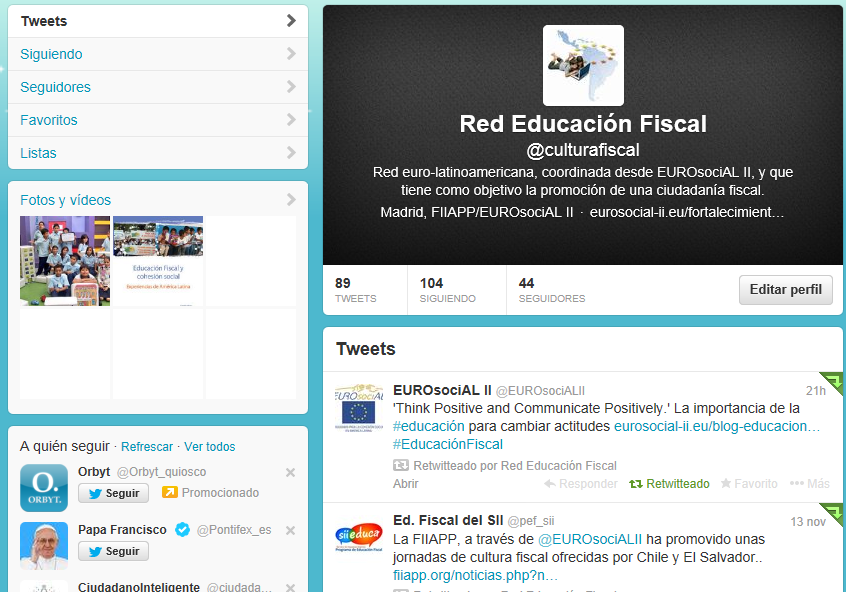 Tweets
Siguiendo
Seguidores
Favoritos
Listas
Fotos y vídeos
Educación Fiscal y
cohesión social
Experiencias de América Latina
A quién seguir · Refrescar · Ver todos
O.
ORBYT.
Orbyt @Orbyt_quiosco
Seguir
Promocionado
Papa Francisco @Pontifex_es
Seguir
CiudadanoInteligente @ciudada...
Red Educación Fiscal
@culturafiscal
Red euro-latinoamericana, coordinada desde EUROsociAL II, y que
tiene como objetivo la promoción de una ciudadanía fiscal.
Madrid, FIIAPP/EUROsociAL II · eurosocial-ii.eu/fortalecimient...
89
TWEETS
104
SIGUIENDO
44
SEGUIDORES
Editar perfil
Tweets
EUROsociAL II @EUROsociALII
21h
'Think Positive and Communicate Positively.' La importancia de la
#educación para cambiar actitudes eurosocial-ii.eu/blog-educacion...
#EducaciónFiscal
Retwitteado por Red Educación Fiscal
Abrir
Responder
Retwitteado
Favorito
Más
siieduca
Programa de Educación Fiscal
Ed. Fiscal del SII @pef_sii
13 nov
La FIIAPP, a través de @EUROsociALII ha promovido unas
jornadas de cultura fiscal ofrecidas por Chile y El Salvador..
fiiapp.org/noticias.php?n...